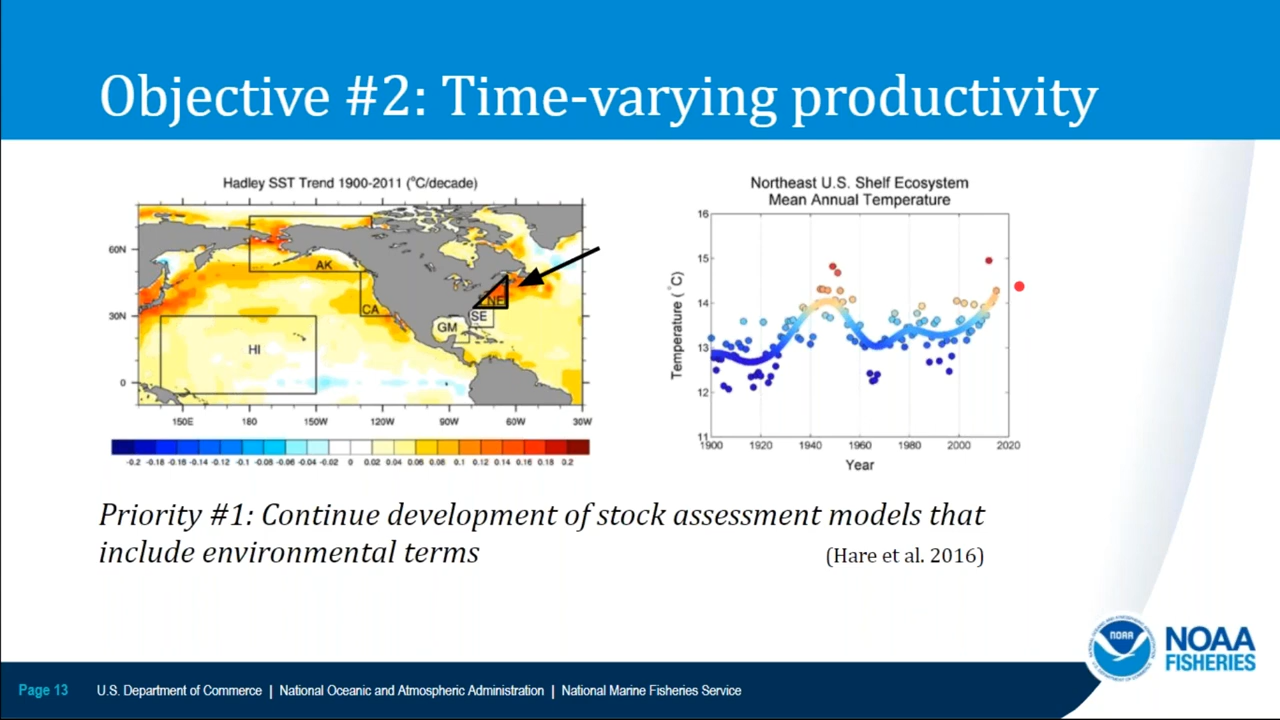 Objective #2: Time-varying productivity
Hadley SST Trend 1900-2011 (°C/decade)
60N
30N
0
AK
CA
NE
SE
GM
HI
150E 180 150W 120W 90W 60W 30W
-0.2 -0.18 -0.16 -0.14 -0.12 -0.1 -0.08 -0.06 -0.04 -0.02 0 0.02 0.04 0.06 0.08 0.1 0.12 0.14 0.16 0.18 0.2
Northeast U.S. Shelf Ecosystem
Mean Annual Temperature
Temperature (°C)
16
15
14
13
12
11
1900 1920 1940 1960 1980 2000 2020
Year
Priority #1: Continue development of stock assessment models that
include environmental terms
(Hare et al. 2016)
NOAA
NOAA
FISHERIES
Page 13 U.S. Department of Commerce | National Oceanic and Atmospheric Administration | National Marine Fisheries Service